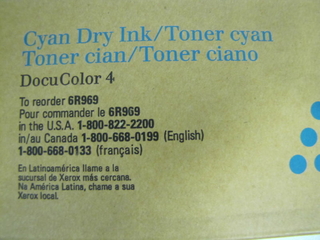 Cyan Dry Ink/Toner cyan
Toner cian/Toner ciano
DocuColor 4
To reorder 6R969
Pour commander le 6R969
in the U.S.A. 1-800-822-2200
in/au Canada 1-800-668-0199 (English)
1-800-668-0133 (français)
En Latinoamérica llame a la
sucursal de Xerox más cercana.
Na América Latina, chame a sua
Xerox local.